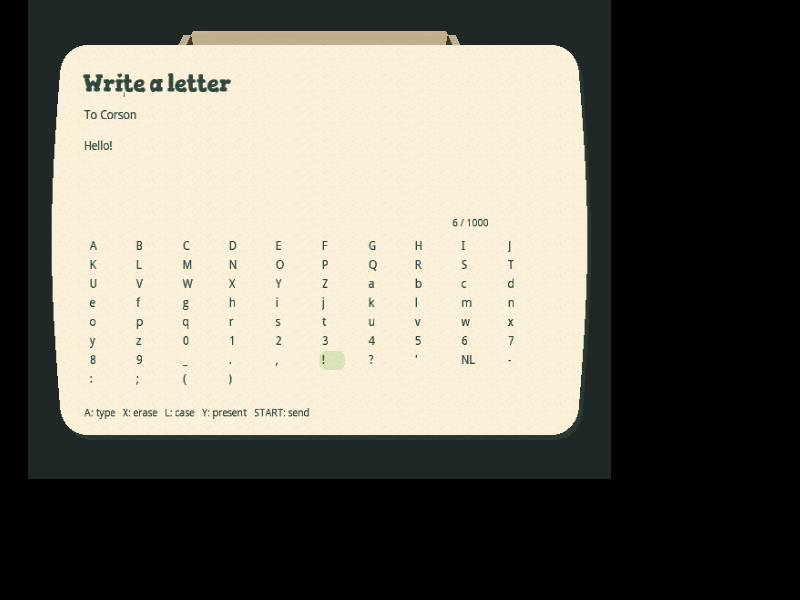 Write a letter
To Corson
Hello!
6 / 1000
A B C D E F G H I J
K L M N O P Q R S T
U V W X Y Z a b c d
e f g h i j k l m n
o p q r s t u v w x
y z 0 1 2 3 4 5 6 7
8 9 _ . , ! ? ' NL -
: ; ( )
A: type X: erase L: case Y: present START: send